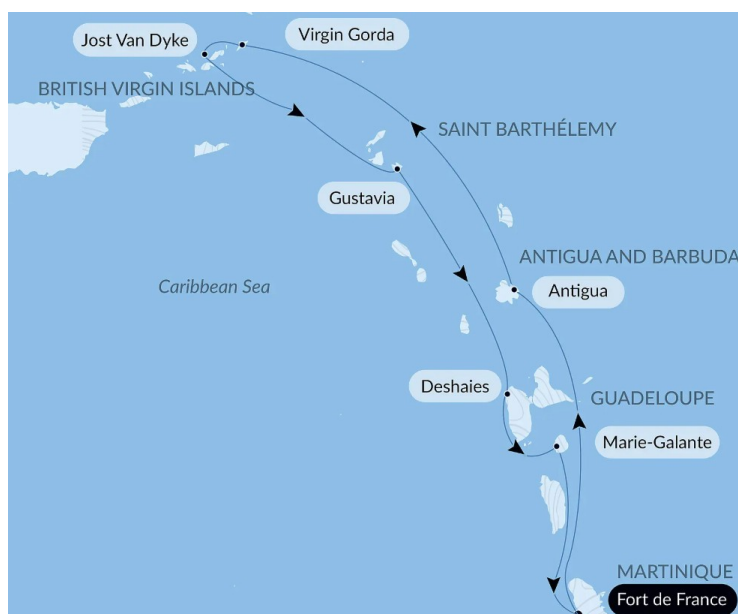 Virgin Gorda
Jost Van Dyke
BRITISH VIRGIN ISLANDS
SAINT BARTHÉLEMY
Gustavia
ANTIGUA AND BARBUDA
Caribbean Sea
Antigua
Deshaies
GUADELOUPE
Marie-Galante
MARTINIQUE
Fort de France